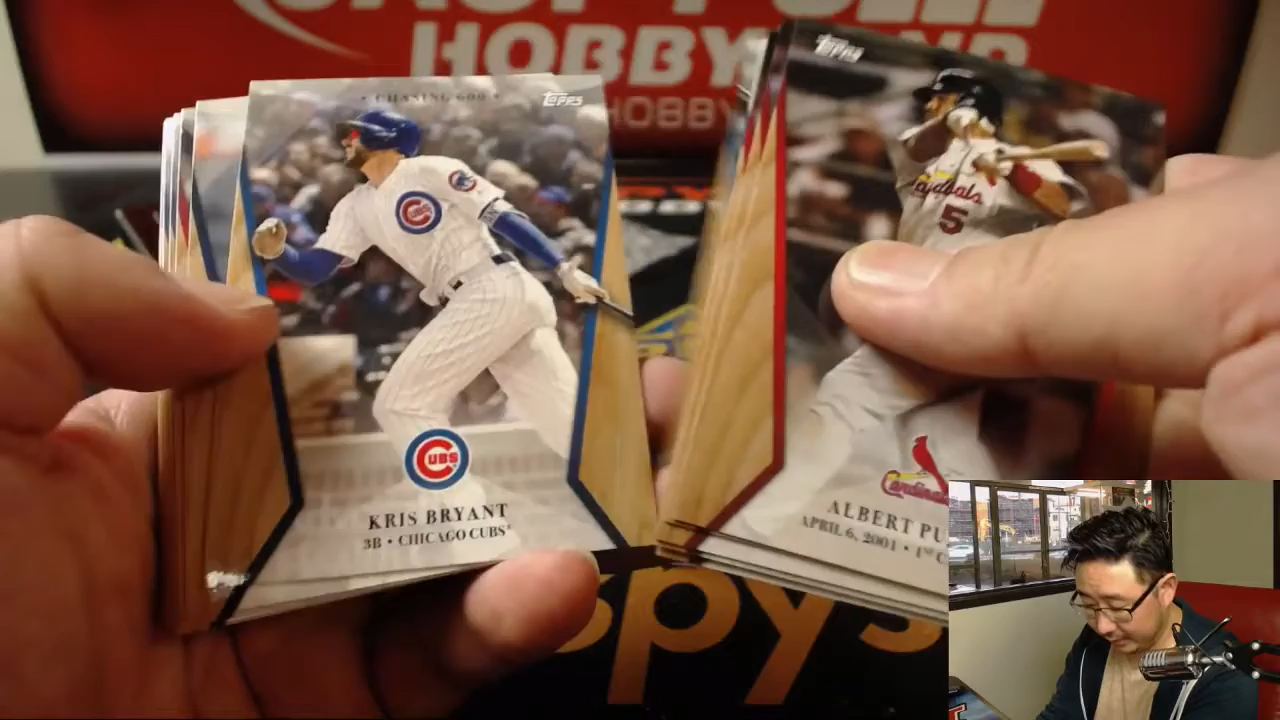 HOBBY
HOBBY
• CHASING 600 •
Topps
Topps
CUBS
Cardinals
5
CUBS
Cardinals
KRIS BRYANT
3B • CHICAGO CUBS
ALBERT PU
APRIL 6, 2001 • 1ST
spys